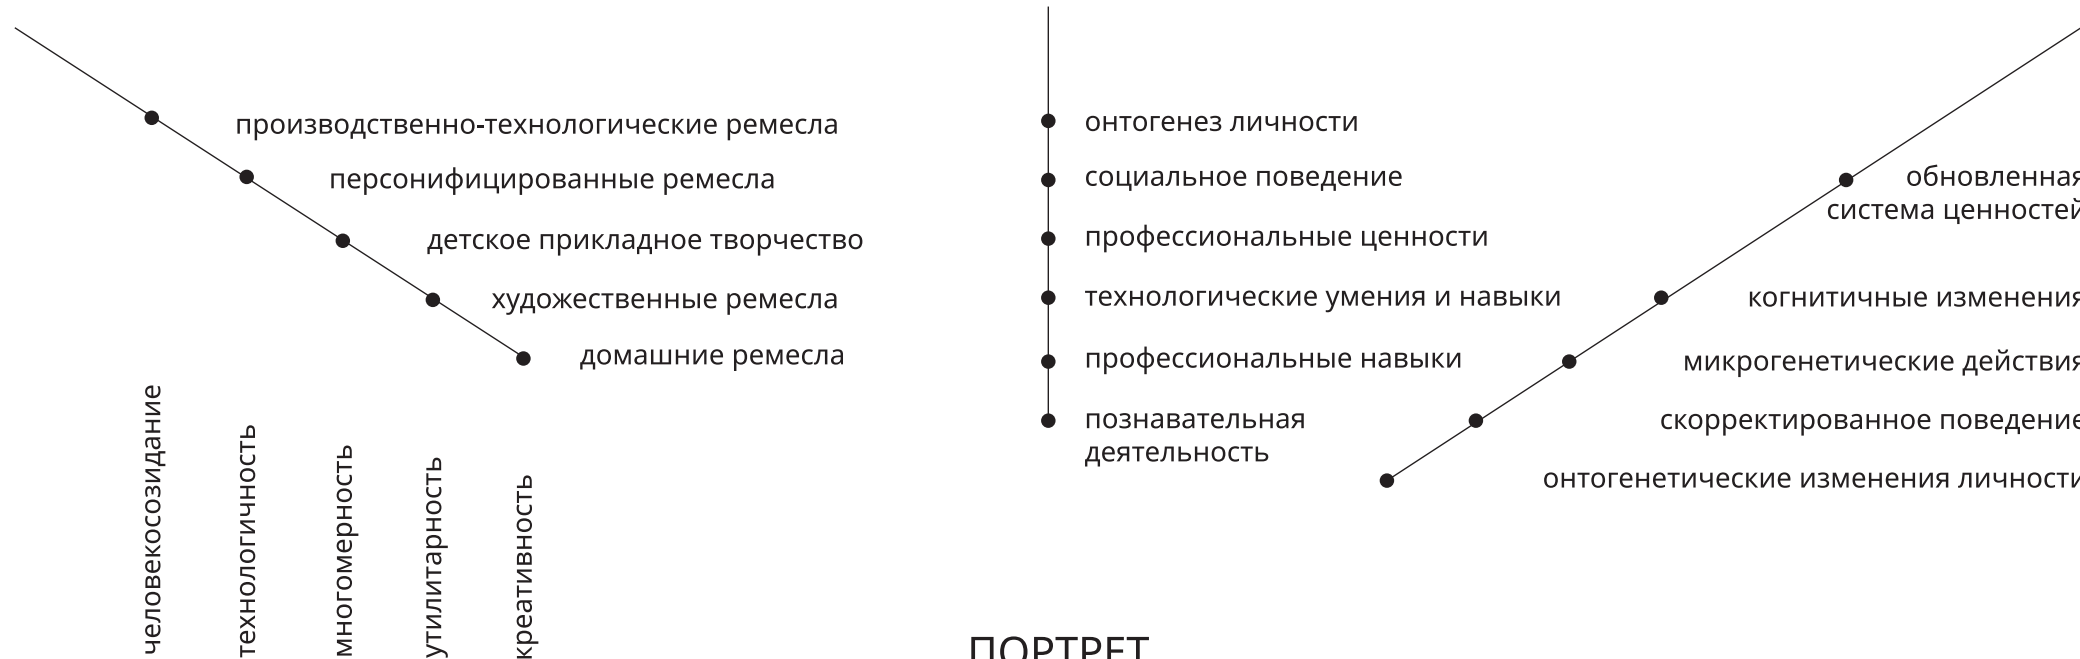 производственно-технологические ремесла
персонифицированные ремесла
детское прикладное творчество
художественные ремесла
домашние ремесла
человекосозидание
технологичность
многомерность
утилитарность
креативность
онтогенез личности
социальное поведение
профессиональные ценности
технологические умения и навыки
профессиональные навыки
познавательная
деятельность
обновленная
система ценностей
когнитичные изменения
микрогенетические действия
скорректированное поведение
онтогенетические изменения личности
ПОРТРЕТ